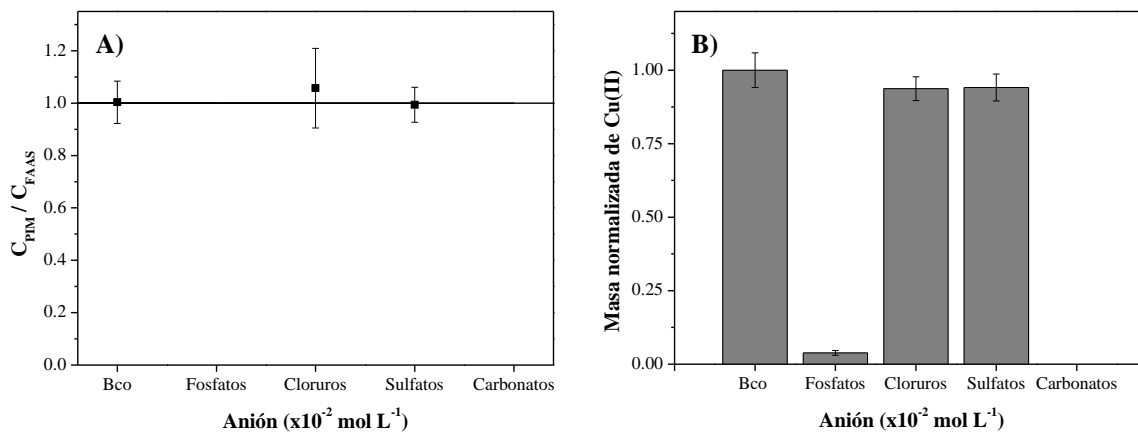 A)
1.2
1.0
0.8
0.6
0.4
0.2
0.0
C_PIM / C_FAAS
Bco Fosfatos Cloruros Sulfatos Carbonatos
Anión (x10⁻² mol L⁻¹)
B)
1.00
0.75
0.50
0.25
0.00
Masa normalizada de Cu(II)
Bco Fosfatos Cloruros Sulfatos Carbonatos
Anión (x10⁻² mol L⁻¹)